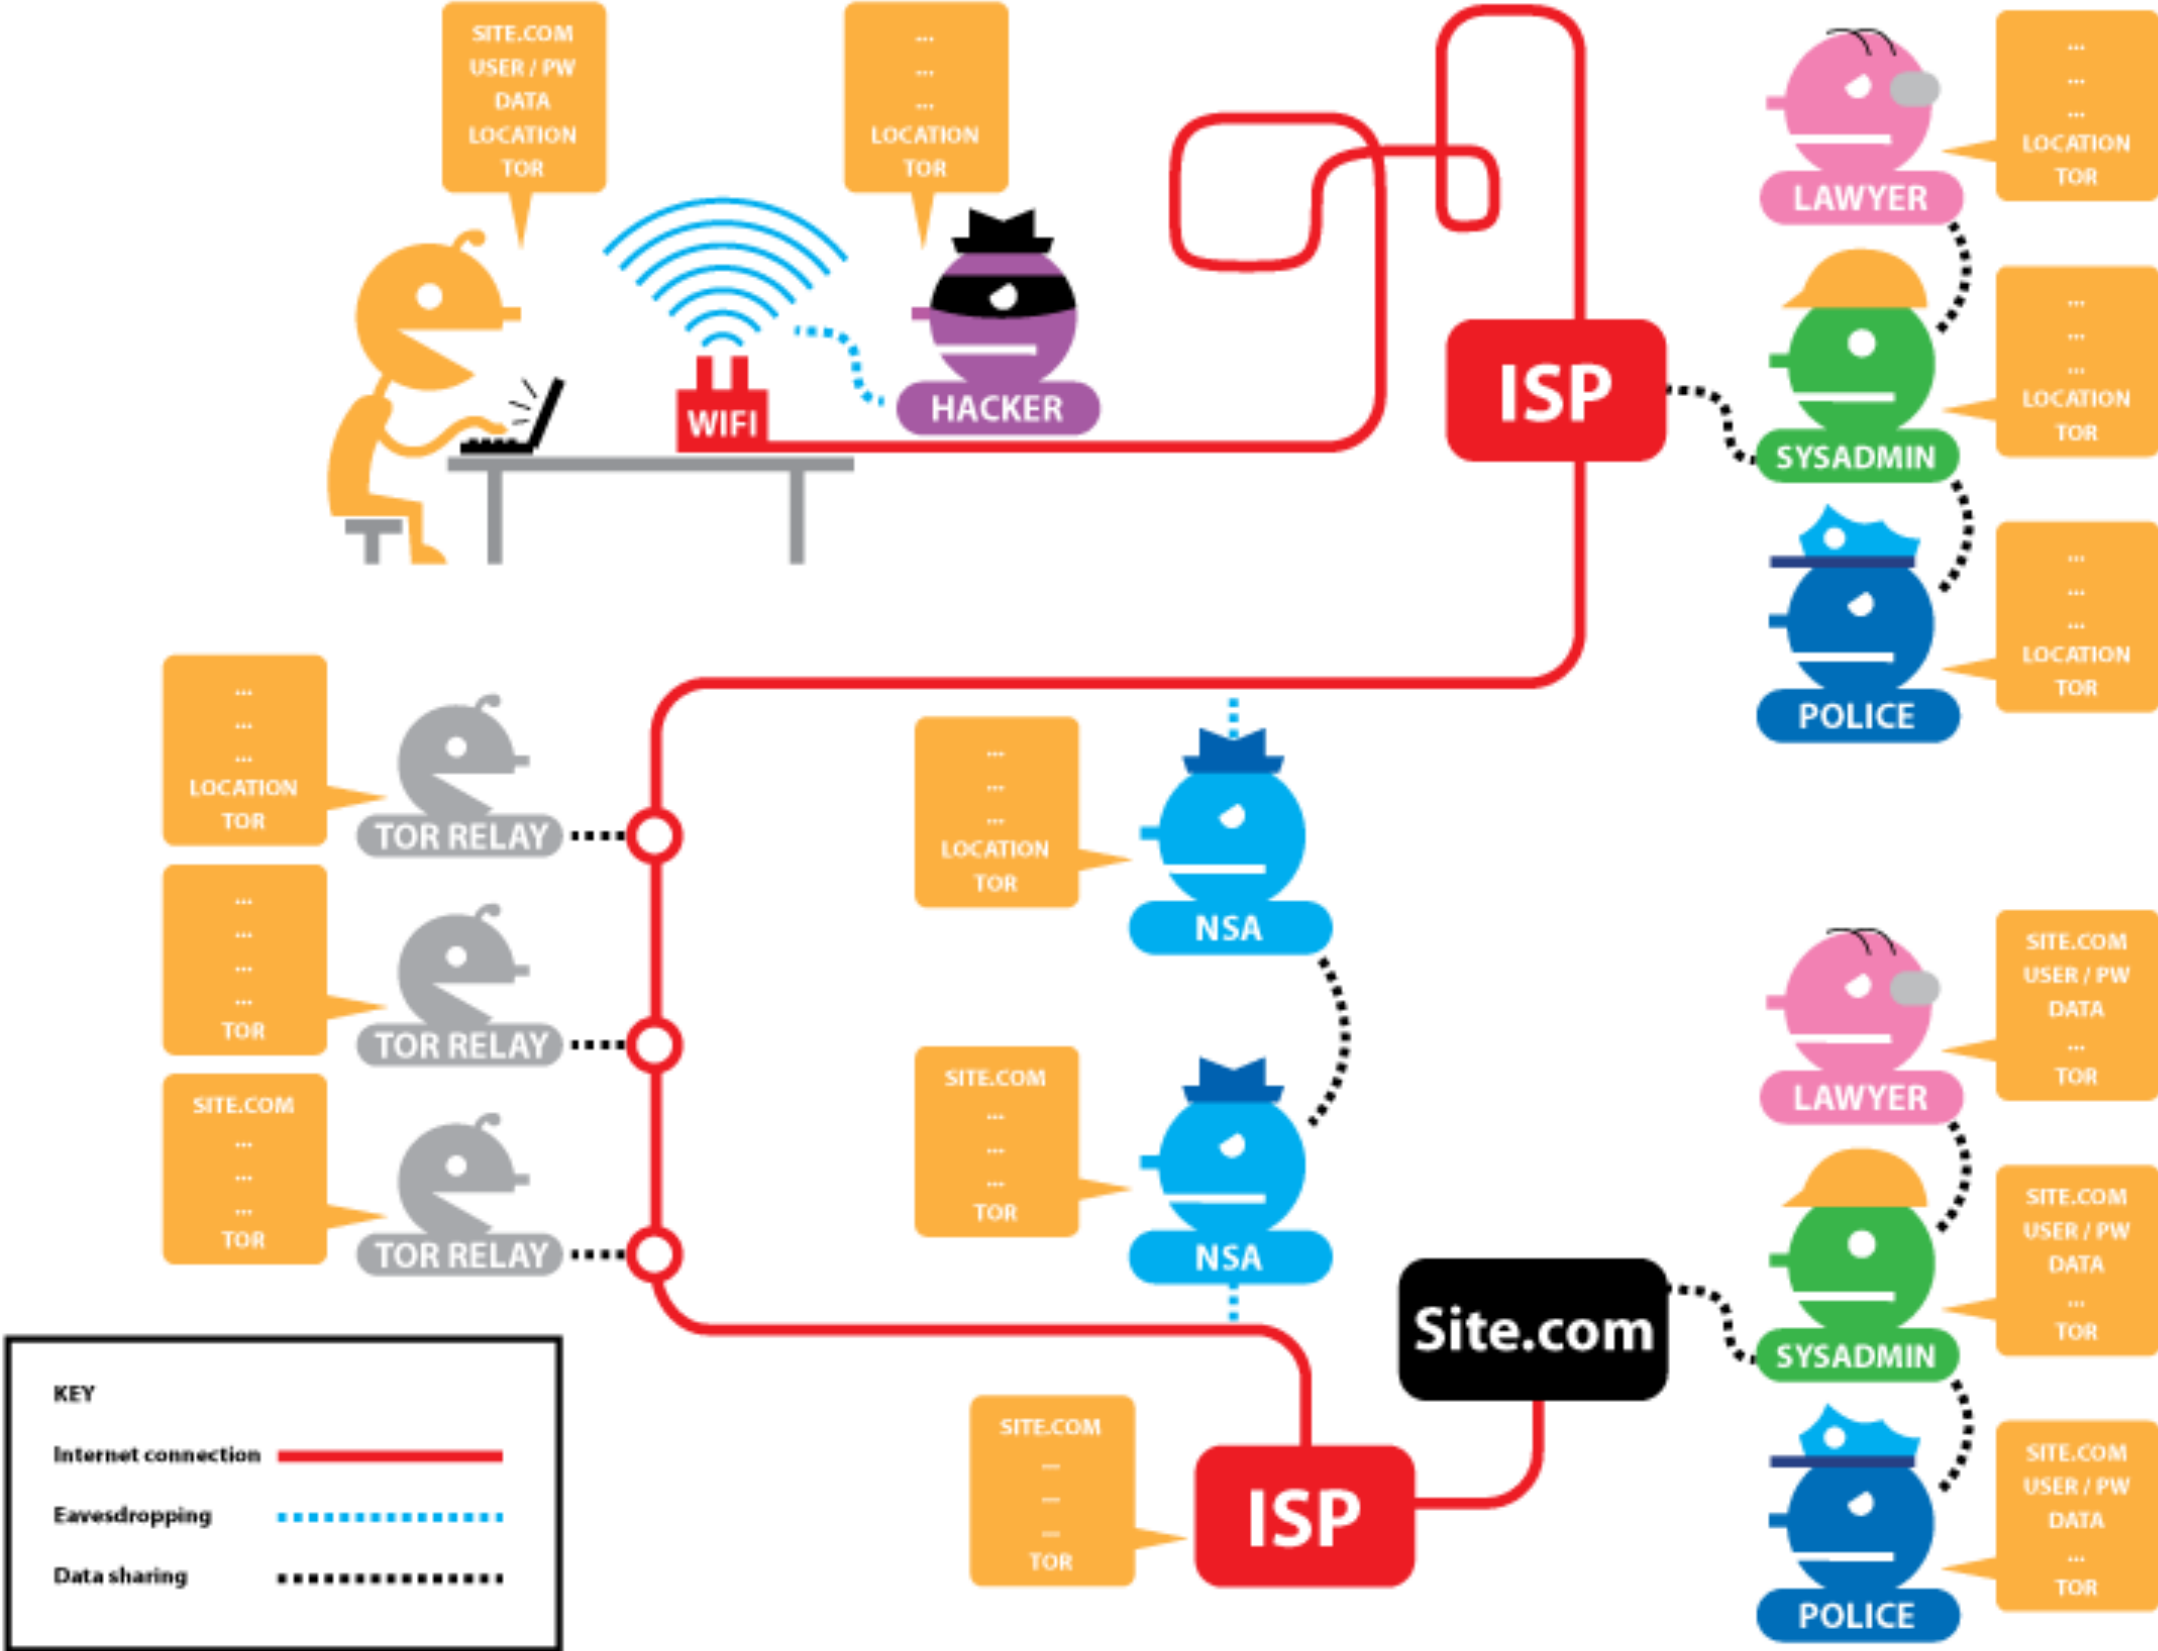 SITE.COM
USER / PW
DATA
LOCATION
TOR
...
...
...
LOCATION
TOR
WIFI
HACKER
ISP
...
...
...
LOCATION
TOR
LAWYER
...
...
...
LOCATION
TOR
SYSADMIN
...
...
...
LOCATION
TOR
POLICE
...
...
...
LOCATION
TOR
TOR RELAY
...
...
...
...
TOR
TOR RELAY
SITE.COM
...
...
...
TOR
TOR RELAY
...
...
...
LOCATION
TOR
NSA
SITE.COM
...
...
...
TOR
NSA
Site.com
SITE.COM
...
...
...
TOR
ISP
SITE.COM
USER / PW
DATA
...
TOR
LAWYER
SITE.COM
USER / PW
DATA
...
TOR
SYSADMIN
SITE.COM
USER / PW
DATA
...
TOR
POLICE
KEY
Internet connection
Eavesdropping
Data sharing